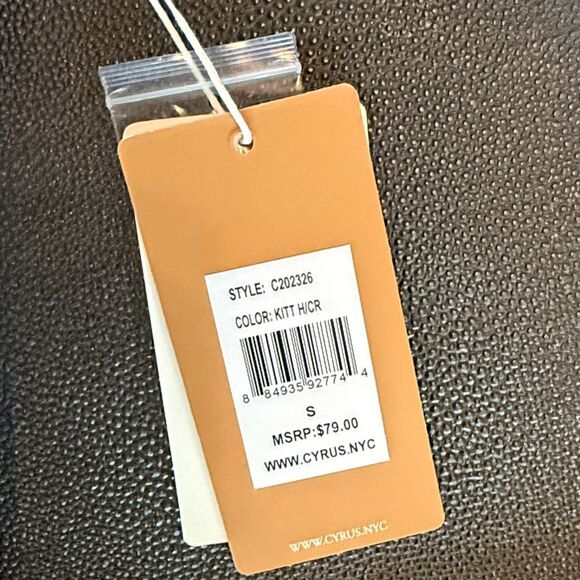 STYLE: C202326
COLOR: KITT H/CR
8 84935 92774 4
S
MSRP:$79.00
WWW.CYRUS.NYC
WWW.CYRUS.NYC